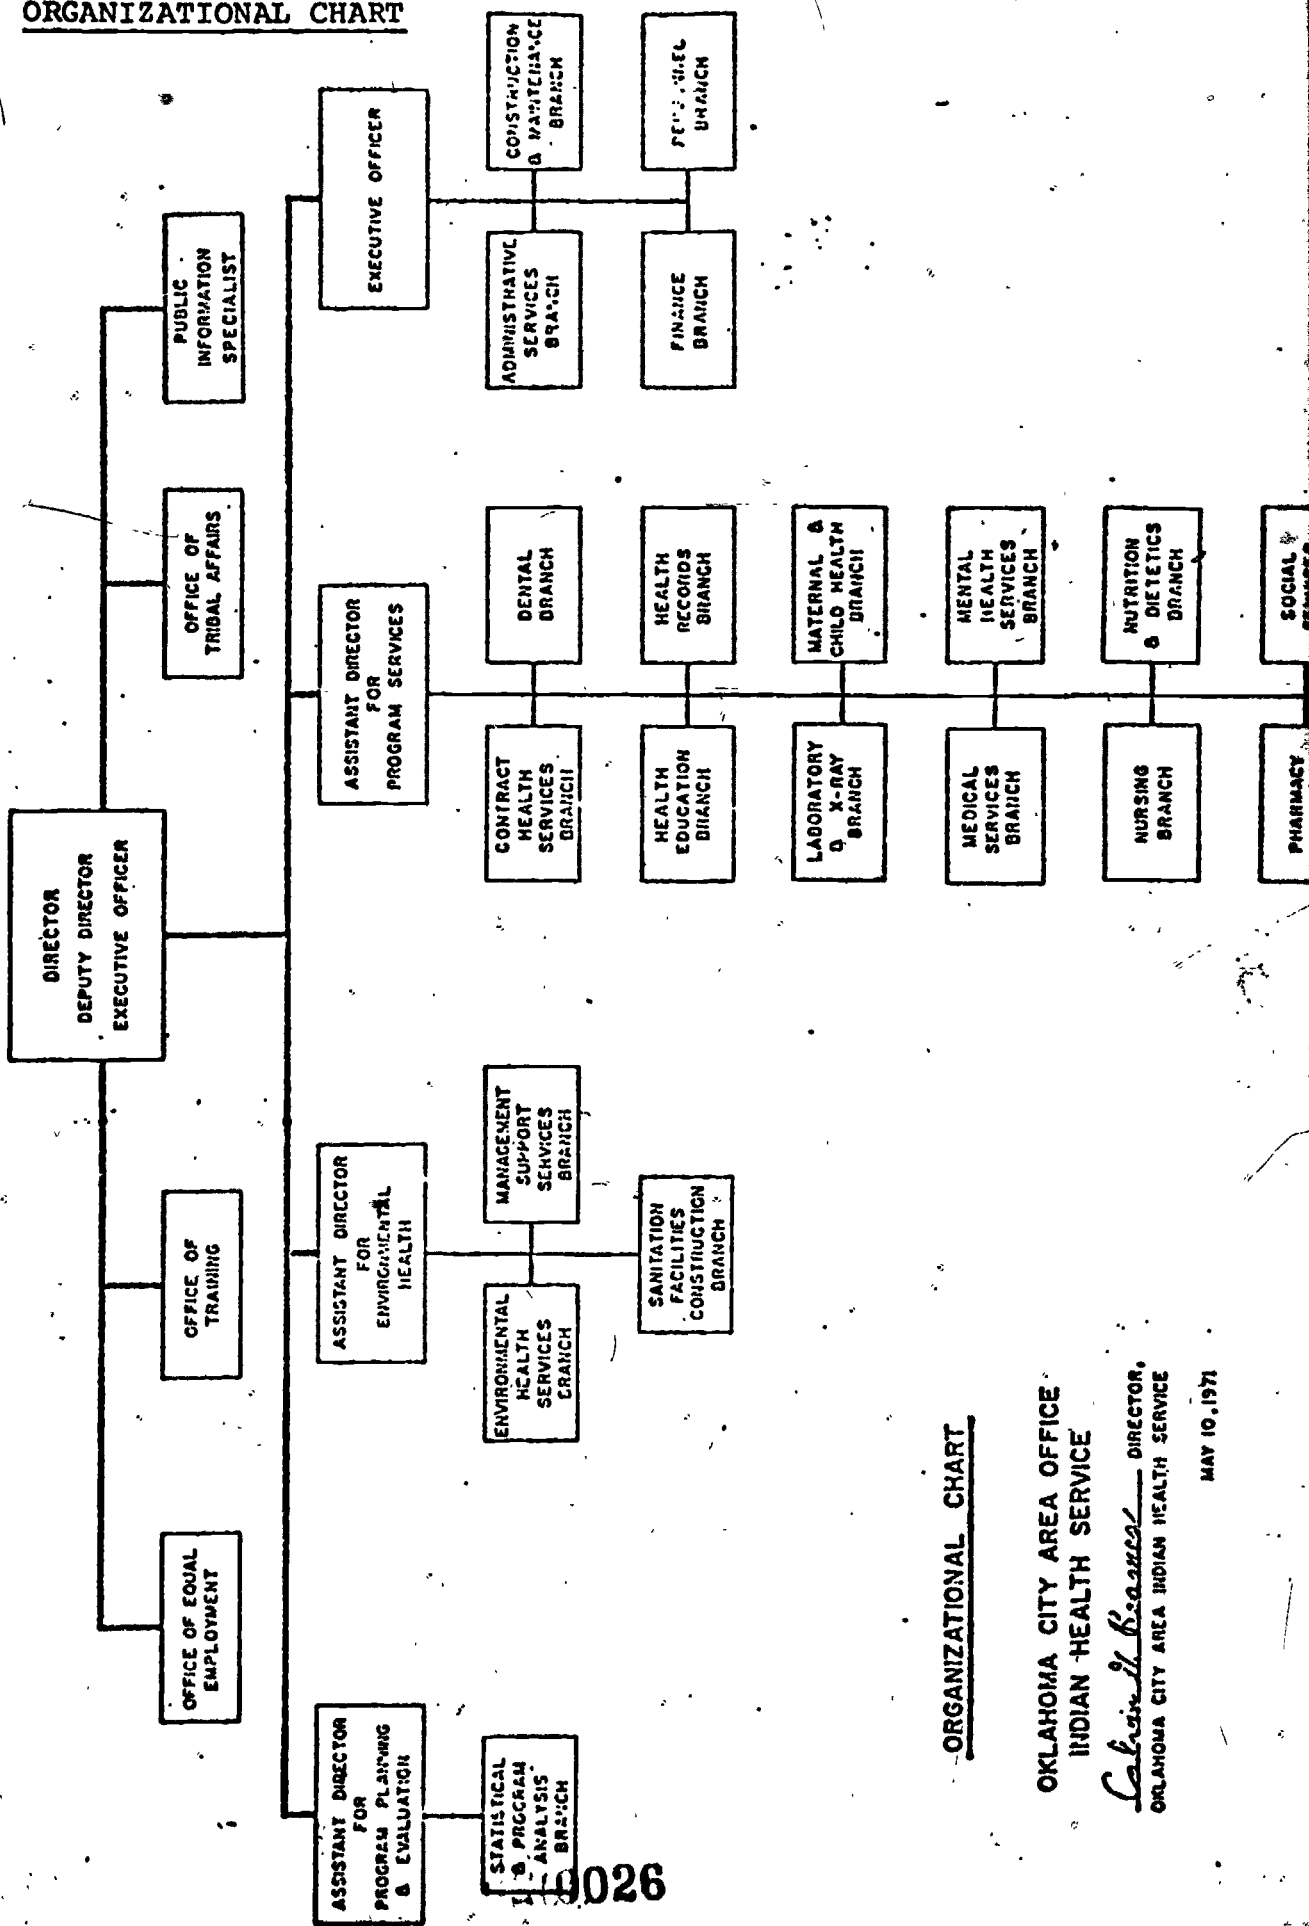 ORGANIZATIONAL CHART
DIRECTOR
DEPUTY DIRECTOR
EXECUTIVE OFFICER
OFFICE OF EQUAL
EMPLOYMENT
OFFICE OF
TRAINING
OFFICE OF
TRIBAL AFFAIRS
PUBLIC
INFORMATION
SPECIALIST
ASSISTANT DIRECTOR
FOR
PROGRAM PLANNING
& EVALUATION
ASSISTANT DIRECTOR
FOR
ENVIRONMENTAL
HEALTH
ASSISTANT DIRECTOR
FOR
PROGRAM SERVICES
EXECUTIVE OFFICER
STATISTICAL
& PROGRAM
ANALYSIS
BRANCH
ENVIRONMENTAL
HEALTH
SERVICES
BRANCH
MANAGEMENT
SUPPORT
SERVICES
BRANCH
SANITATION
FACILITIES
CONSTRUCTION
BRANCH
CONTRACT
HEALTH
SERVICES
BRANCH
DENTAL
BRANCH
HEALTH
EDUCATION
BRANCH
HEALTH
RECORDS
BRANCH
LABORATORY
& X-RAY
BRANCH
MATERNAL &
CHILD HEALTH
BRANCH
MEDICAL
SERVICES
BRANCH
MENTAL
HEALTH
SERVICES
BRANCH
NURSING
BRANCH
NUTRITION
& DIETETICS
BRANCH
PHARMACY
SOCIAL
ADMINISTRATIVE
SERVICES
BRANCH
CONSTRUCTION
& MAINTENANCE
BRANCH
FINANCE
BRANCH
PERSONNEL
BRANCH
ORGANIZATIONAL CHART
OKLAHOMA CITY AREA OFFICE
INDIAN HEALTH SERVICE
DIRECTOR,
OKLAHOMA CITY AREA INDIAN HEALTH SERVICE
MAY 10, 1971
0026